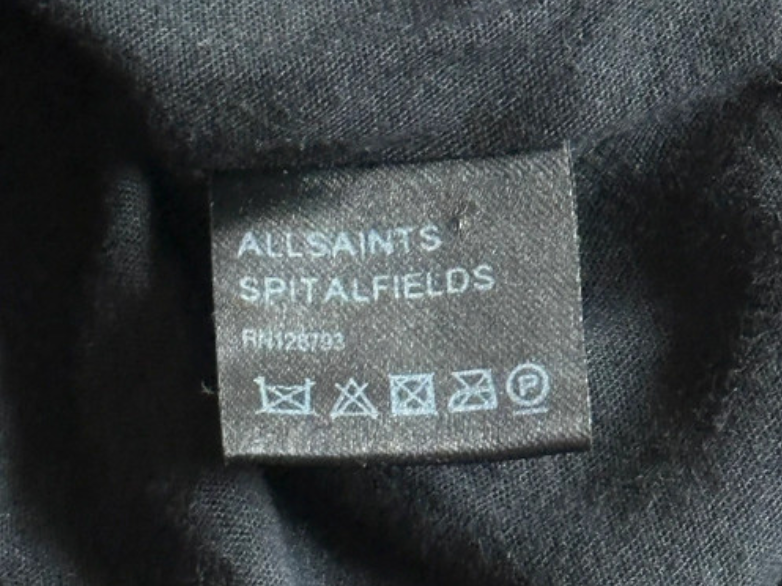 ALLSAINTS
SPITALFIELDS
RN128793
P